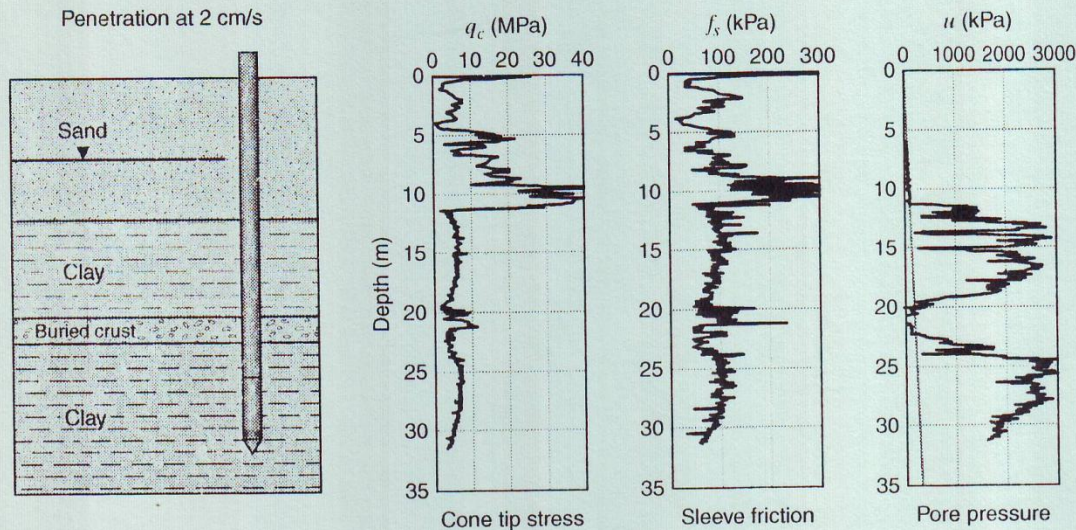 Penetration at 2 cm/s
Sand
Clay
Buried crust
Clay
Depth (m)
q_c (MPa)
0 10 20 30 40
0
5
10
15
20
25
30
35
Cone tip stress
f_s (kPa)
0 100 200 300
0
5
10
15
20
25
30
35
Sleeve friction
u (kPa)
0 1000 2000 3000
0
5
10
15
20
25
30
35
Pore pressure